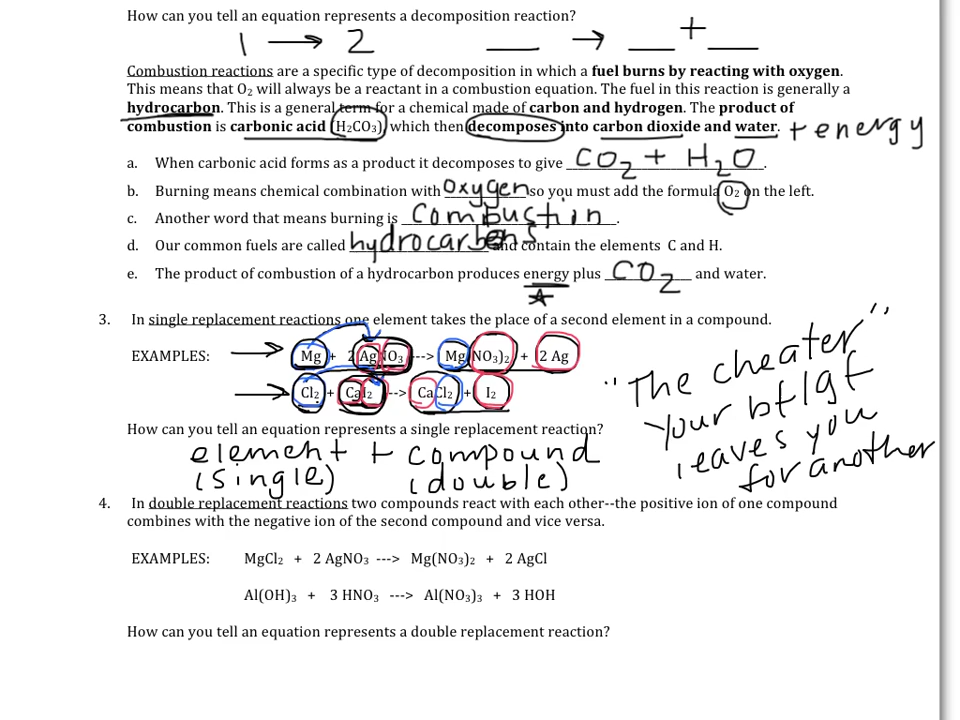 How can you tell an equation represents a decomposition reaction?
1 → 2 __ → __ + __
Combustion reactions are a specific type of decomposition in which a fuel burns by reacting with oxygen.
This means that O2 will always be a reactant in a combustion equation. The fuel in this reaction is generally a
hydrocarbon. This is a general term for a chemical made of carbon and hydrogen. The product of
combustion is carbonic acid (H2CO3), which then decomposes into carbon dioxide and water. + energy
a. When carbonic acid forms as a product it decomposes to give CO2 + H2O.
b. Burning means chemical combination with oxygen so you must add the formula O2 on the left.
c. Another word that means burning is combustin.
d. Our common fuels are called hydrocarbons and contain the elements C and H.
e. The product of combustion of a hydrocarbon produces energy plus CO2 and water.
3. In single replacement reactions one element takes the place of a second element in a compound.
EXAMPLES: Mg + 2 AgNO3 ---> Mg(NO3)2 + 2 Ag
Cl2 + CaI2 ---> CaCl2 + I2
"The cheater"
your bf/gf
leaves you
for another
How can you tell an equation represents a single replacement reaction?
element + compound
(single) (double)
4. In double replacement reactions two compounds react with each other--the positive ion of one compound
combines with the negative ion of the second compound and vice versa.
EXAMPLES: MgCl2 + 2 AgNO3 ---> Mg(NO3)2 + 2 AgCl
Al(OH)3 + 3 HNO3 ---> Al(NO3)3 + 3 HOH
How can you tell an equation represents a double replacement reaction?